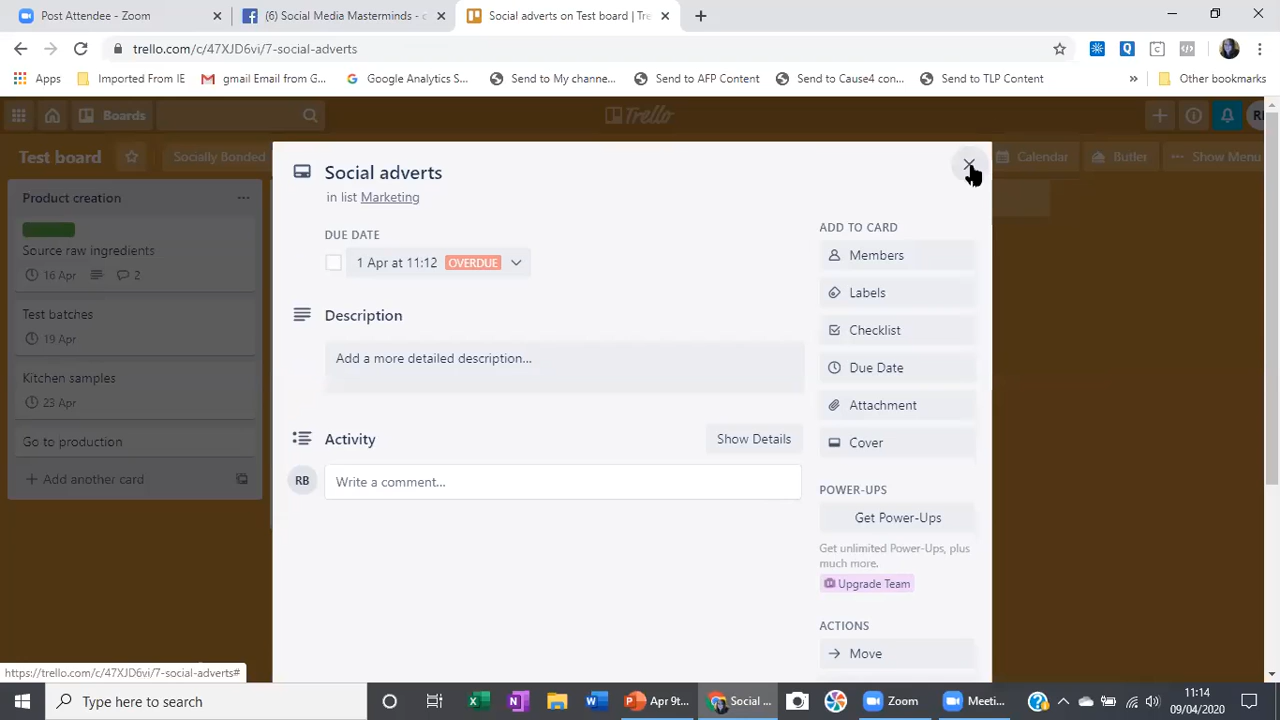 Post Attendee - Zoom
(6) Social Media Masterminds - c
Social adverts on Test board | Tre
trello.com/c/47XJD6vi/7-social-adverts
Apps
Imported From IE
gmail Email from G...
Google Analytics S...
Send to My channe...
Send to AFP Content
Send to Cause4 con...
Send to TLP Content
»
Other bookmarks
Boards
Trello
Test board
Socially Bonded
Calendar
Butler
Show Menu
Product creation
Source raw ingredients
16 Apr
2
Test batches
19 Apr
Kitchen samples
23 Apr
Go to production
+ Add another card
Social adverts
in list Marketing
DUE DATE
1 Apr at 11:12 OVERDUE
Description
Add a more detailed description...
Activity
Show Details
RB
Write a comment...
ADD TO CARD
Members
Labels
Checklist
Due Date
Attachment
Cover
POWER-UPS
Get Power-Ups
Get unlimited Power-Ups, plus
much more.
Upgrade Team
ACTIONS
Move
https://trello.com/c/47XJD6vi/7-social-adverts#
Type here to search
Apr 9t...
Social ...
Zoom
Meeti...
11:14
09/04/2020